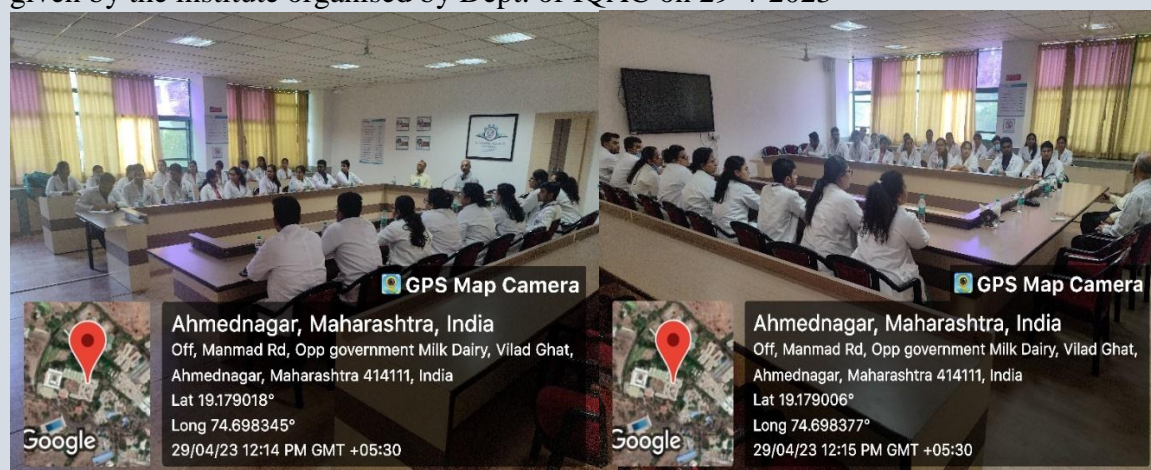 given by the institute organised by Dept. of IQAC on 29-4-2023
GPS Map Camera
Ahmednagar, Maharashtra, India
Off, Manmad Rd, Opp government Milk Dairy, Vilad Ghat,
Ahmednagar, Maharashtra 414111, India
Lat 19.179018°
Long 74.698345°
29/04/23 12:14 PM GMT +05:30
Google
GPS Map Camera
Ahmednagar, Maharashtra, India
Off, Manmad Rd, Opp government Milk Dairy, Vilad Ghat,
Ahmednagar, Maharashtra 414111, India
Lat 19.179006°
Long 74.698377°
29/04/23 12:15 PM GMT +05:30
Google